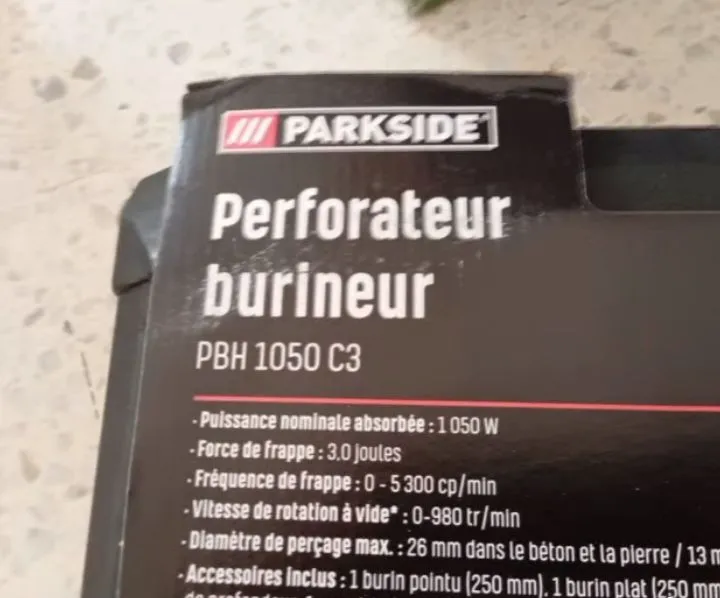 /// PARKSIDE
Perforateur
burineur
PBH 1050 C3
· Puissance nominale absorbée : 1 050 W
· Force de frappe : 3,0 joules
· Fréquence de frappe : 0 - 5 300 cp/min
· Vitesse de rotation à vide* : 0-980 tr/min
· Diamètre de perçage max. : 26 mm dans le béton et la pierre / 13 m
· Accessoires inclus : 1 burin pointu (250 mm), 1 burin plat (250 mm